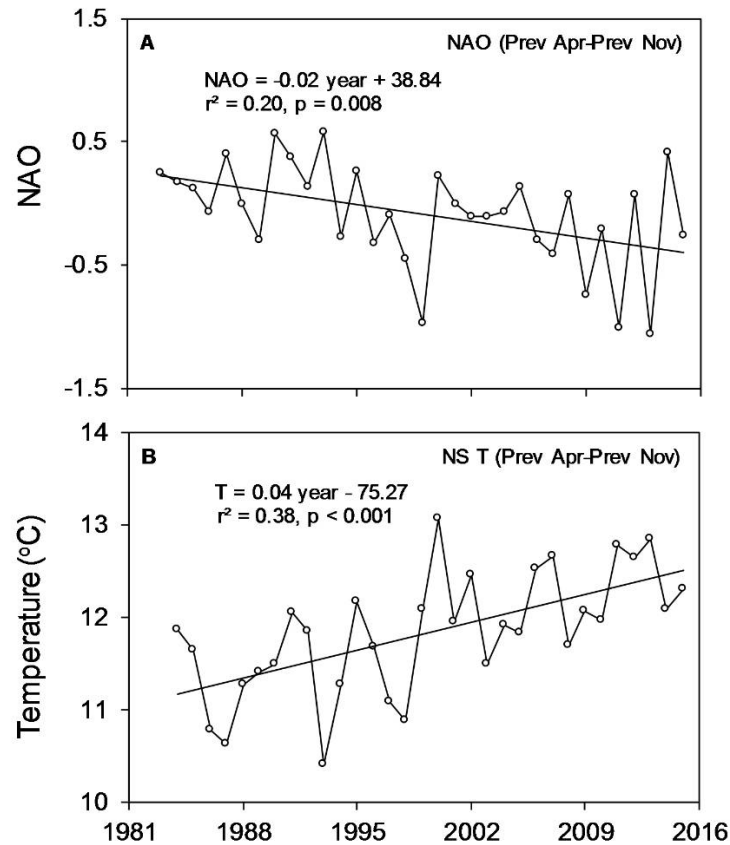 1.5
A NAO (Prev Apr-Prev Nov)
NAO = -0.02 year + 38.84
r² = 0.20, p = 0.008
0.5
NAO
-0.5
-1.5
14
B NS T (Prev Apr-Prev Nov)
T = 0.04 year - 75.27
r² = 0.38, p < 0.001
13
Temperature (°C)
12
11
10
1981 1988 1995 2002 2009 2016